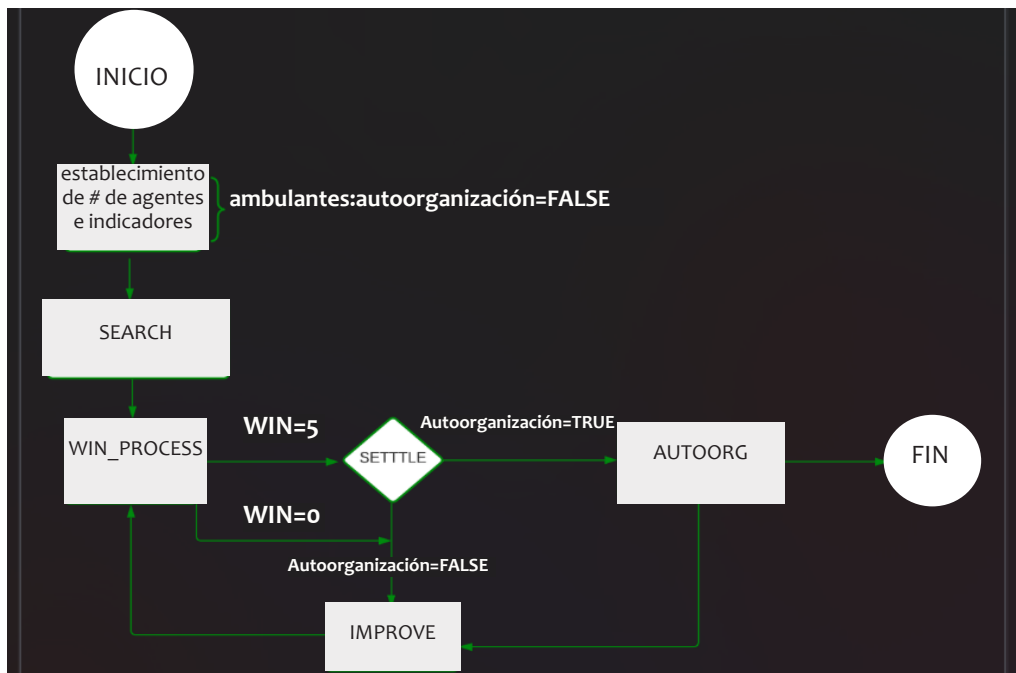 INICIO
establecimiento
de # de agentes
e indicadores
ambulantes:autoorganización=FALSE
SEARCH
WIN_PROCESS
WIN=5
SETTTLE
Autoorganización=TRUE
AUTOORG
FIN
WIN=0
Autoorganización=FALSE
IMPROVE